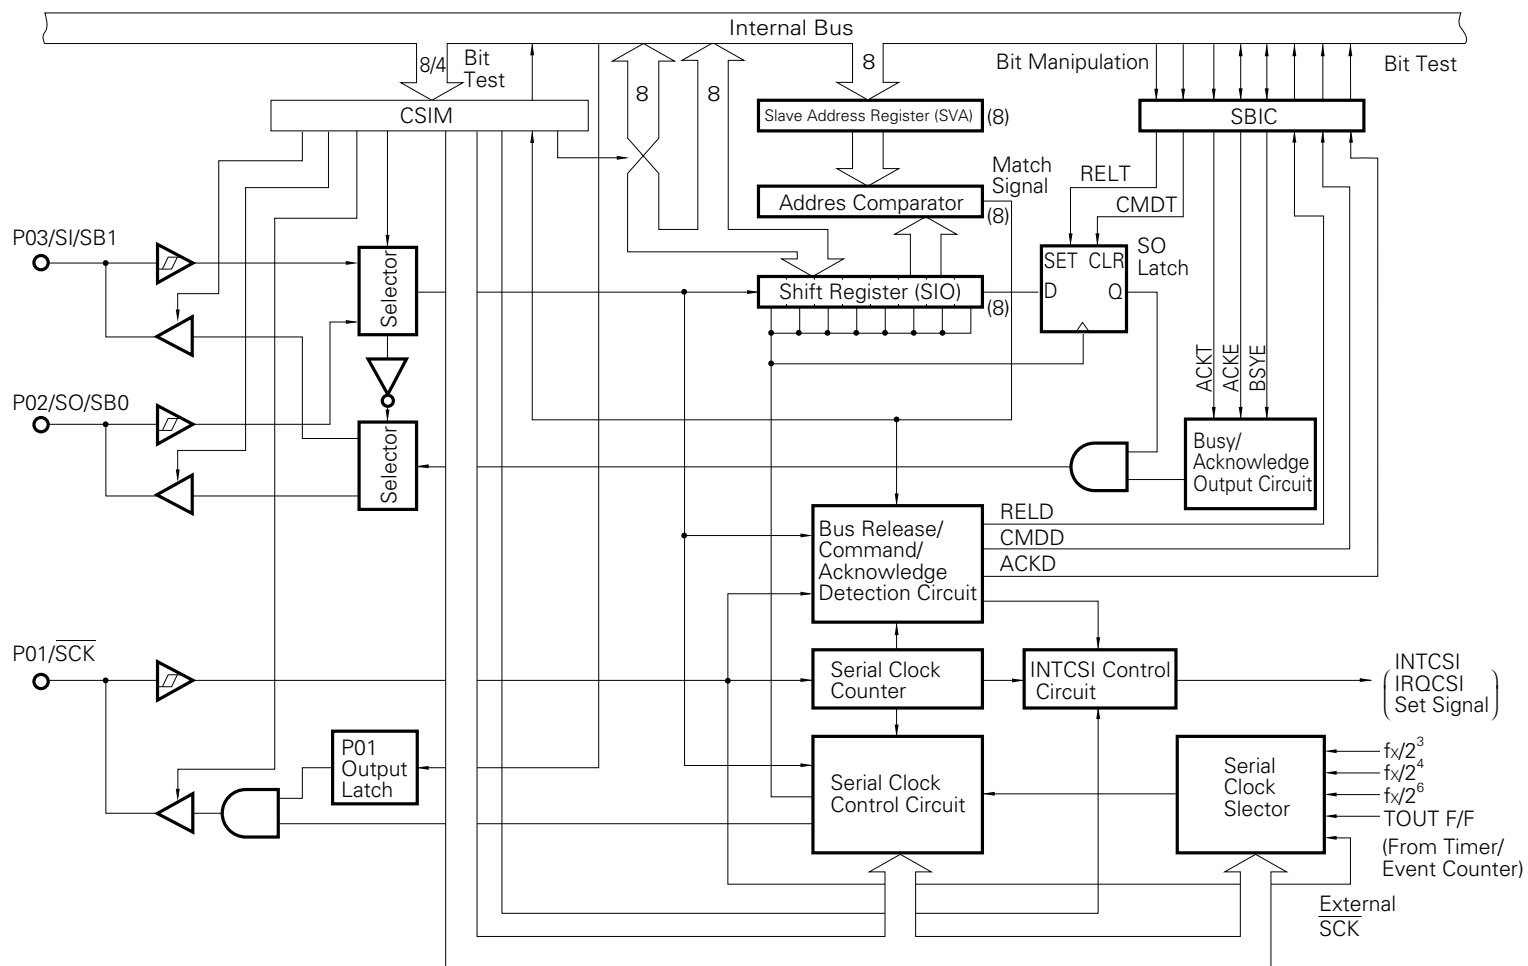 Internal Bus
8/4
Bit
Test
8
8
8
Bit Manipulation
Bit Test
CSIM
Slave Address Register (SVA)
(8)
SBIC
Match
Signal
RELT
Addres Comparator
(8)
CMDT
P03/SI/SB1
Selector
SET CLR
SO
Latch
Shift Register (SIO)
(8)
D
Q
ACKT
ACKE
BSYE
P02/SO/SB0
Selector
Busy/
Acknowledge
Output Circuit
Bus Release/
Command/
Acknowledge
Detection Circuit
RELD
CMDD
ACKD
P01/SCK
Serial Clock
Counter
INTCSI Control
Circuit
INTCSI
IRQCSI
Set Signal
P01
Output
Latch
Serial Clock
Control Circuit
Serial
Clock
Slector
fX/2³
fX/2⁴
fX/2⁶
TOUT F/F
(From Timer/
Event Counter)
External
SCK